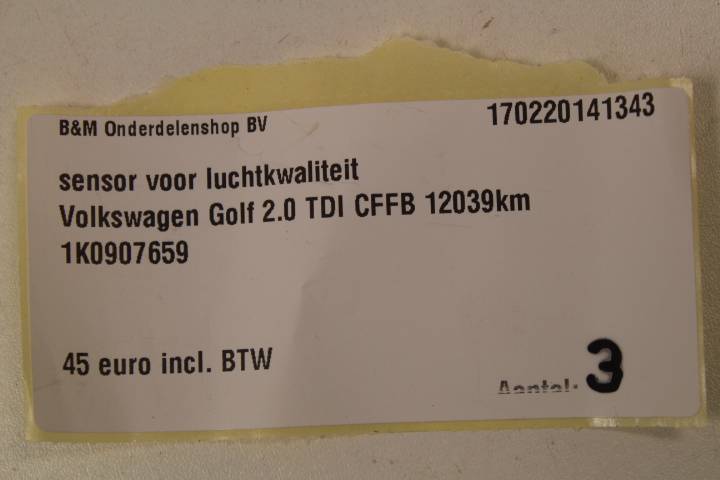 B&M Onderdelenshop BV
170220141343
sensor voor luchtkwaliteit
Volkswagen Golf 2.0 TDI CFFB 12039km
1K0907659
45 euro incl. BTW
Aantal: 3